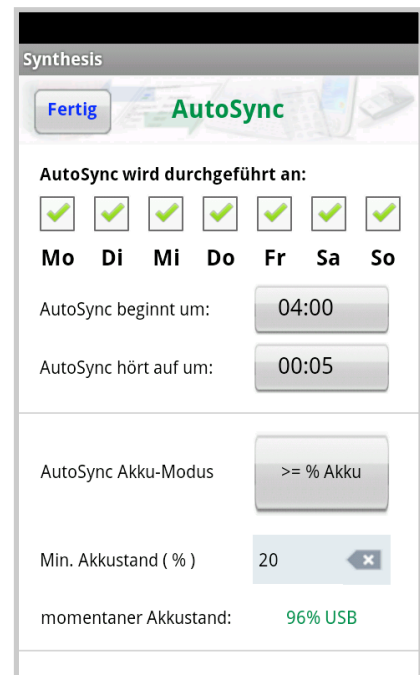 Synthesis
Fertig AutoSync
AutoSync wird durchgeführt an:
Mo Di Mi Do Fr Sa So
AutoSync beginnt um: 04:00
AutoSync hört auf um: 00:05
AutoSync Akku-Modus >= % Akku
Min. Akkustand ( % ) 20
momentaner Akkustand: 96% USB